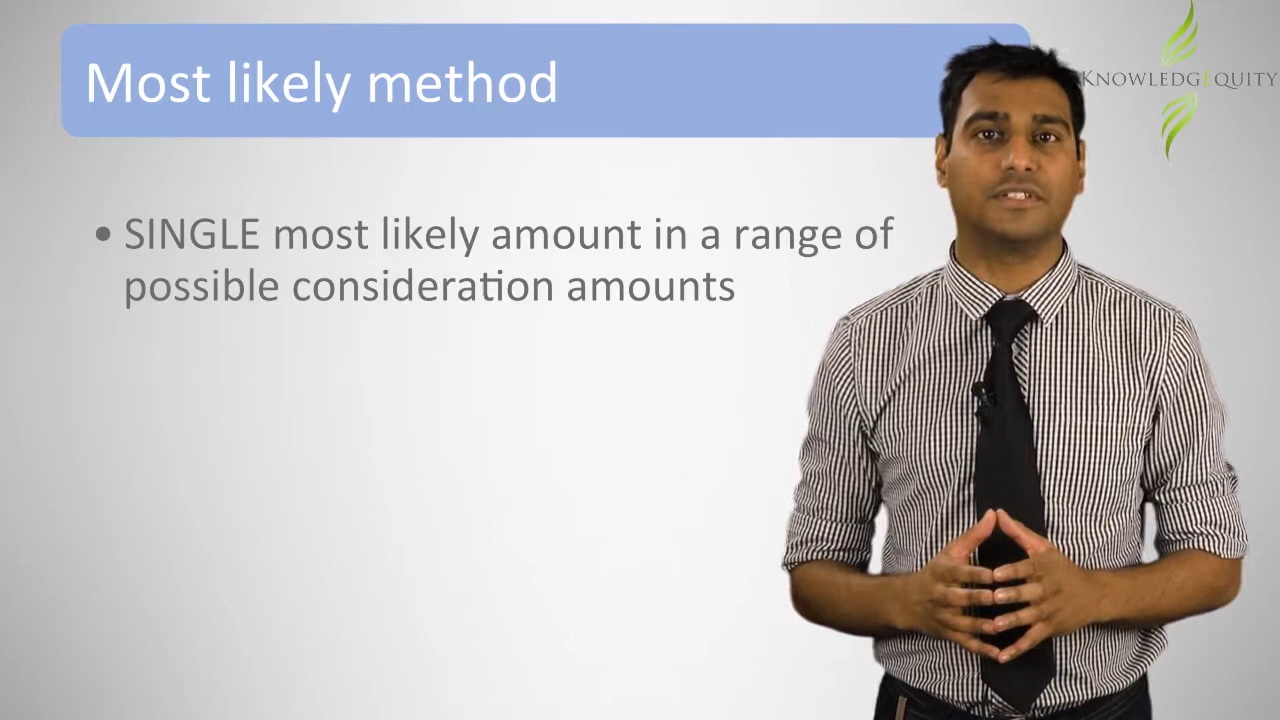 Most likely method
KNOWLEDGEQUITY
• SINGLE most likely amount in a range of
possible consideration amounts